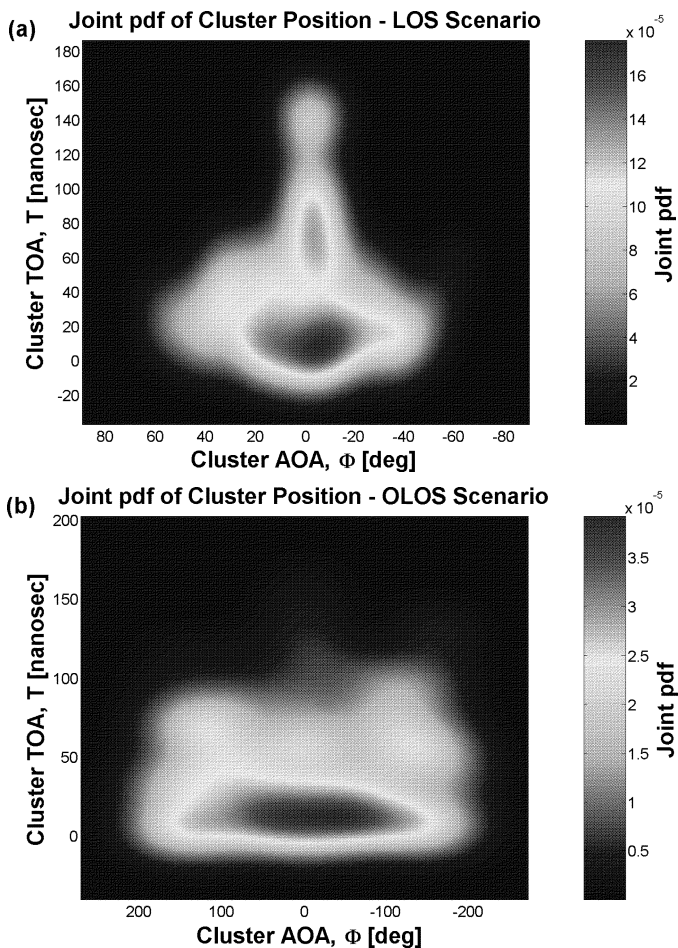 (a) Joint pdf of Cluster Position - LOS Scenario
x 10⁻⁵
180
160
140
120
100
80
60
40
20
0
-20
Cluster TOA, T [nanosec]
80 60 40 20 0 -20 -40 -60 -80
Cluster AOA, Φ [deg]
16
14
12
10
8
6
4
2
Joint pdf
(b) Joint pdf of Cluster Position - OLOS Scenario
x 10⁻⁵
200
150
100
50
0
Cluster TOA, T [nanosec]
200 100 0 -100 -200
Cluster AOA, Φ [deg]
3.5
3
2.5
2
1.5
1
0.5
Joint pdf